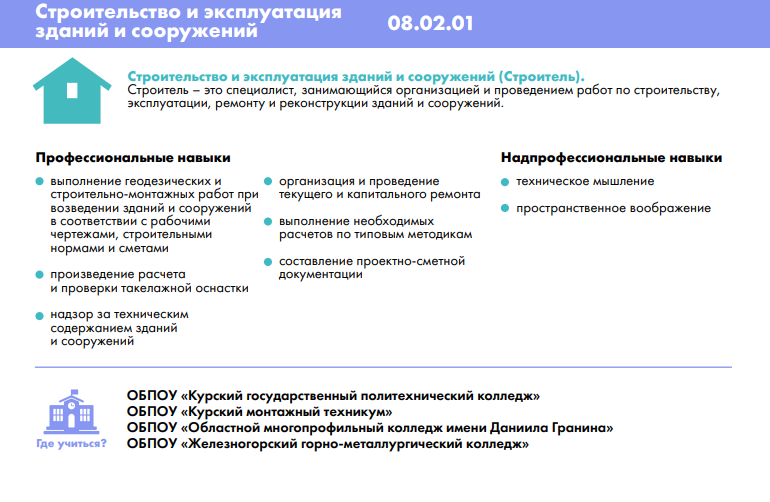 Строительство и эксплуатация
зданий и сооружений
08.02.01
Строительство и эксплуатация зданий и сооружений (Строитель).
Строитель – это специалист, занимающийся организацией и проведением работ по строительству,
эксплуатации, ремонту и реконструкции зданий и сооружений.
Профессиональные навыки
выполнение геодезических и
строительно-монтажных работ при
возведении зданий и сооружений
в соответствии с рабочими
чертежами, строительными
нормами и сметами
произведение расчета
и проверки такелажной оснастки
надзор за техническим
содержанием зданий
и сооружений
организация и проведение
текущего и капитального ремонта
выполнение необходимых
расчетов по типовым методикам
составление проектно-сметной
документации
Надпрофессиональные навыки
техническое мышление
пространственное воображение
Где учиться?
ОБПОУ «Курский государственный политехнический колледж»
ОБПОУ «Курский монтажный техникум»
ОБПОУ «Областной многопрофильный колледж имени Даниила Гранина»
ОБПОУ «Железногорский горно-металлургический колледж»